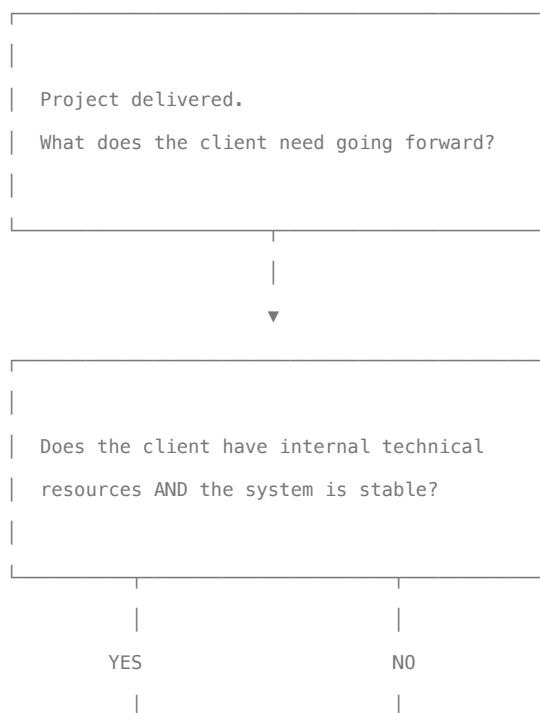 Project delivered.
What does the client need going forward?
Does the client have internal technical
resources AND the system is stable?
YES NO